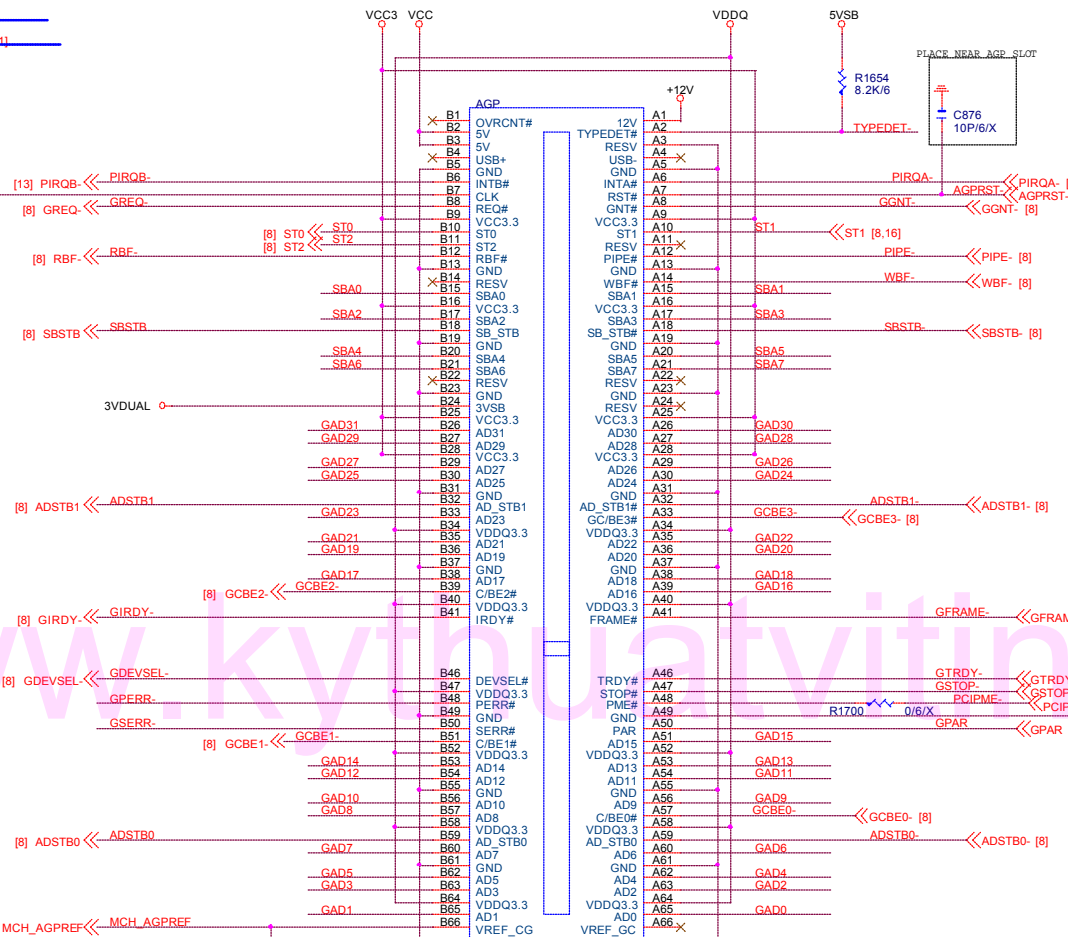 VCC3 VCC VDDQ 5VSB
PLACE NEAR AGP SLOT
R1654
8.2K/6
+12V
C876
10P/6/X
AGP
B1 OVRCNT# 12V A1
B2 5V TYPEDET# A2 TYPEDET-
B3 5V RESV A3
B4 USB+ USB- A4
B5 GND GND A5
[13] PIRQB- PIRQB- B6 INTB# INTA# A6 PIRQA- PIRQA-
B7 CLK RST# A7 AGPRST- AGPRST-
[8] GREQ- GREQ- B8 REQ# GNT# A8 GGNT- GGNT- [8]
B9 VCC3.3 VCC3.3 A9
[8] ST0 ST0 B10 ST0 ST1 A10 ST1 ST1 [8,16]
[8] ST2 ST2 B11 ST2 RESV A11
[8] RBF- RBF- B12 RBF# PIPE# A12 PIPE- PIPE- [8]
B13 GND GND A13
B14 RESV WBF# A14 WBF- WBF- [8]
SBA0 B15 SBA0 SBA1 A15 SBA1
B16 VCC3.3 VCC3.3 A16
SBA2 B17 SBA2 SBA3 A17 SBA3
[8] SBSTB SBSTB B18 SB_STB SB_STB# A18 SBSTB- SBSTB- [8]
B19 GND GND A19
SBA4 B20 SBA4 SBA5 A20 SBA5
SBA6 B21 SBA6 SBA7 A21 SBA7
B22 RESV RESV A22
B23 GND GND A23
3VDUAL B24 3VSB RESV A24
B25 VCC3.3 VCC3.3 A25
GAD31 B26 AD31 AD30 A26 GAD30
GAD29 B27 AD29 AD28 A27 GAD28
B28 VCC3.3 VCC3.3 A28
GAD27 B29 AD27 AD26 A29 GAD26
GAD25 B30 AD25 AD24 A30 GAD24
B31 GND GND A31
[8] ADSTB1 ADSTB1 B32 AD_STB1 AD_STB1# A32 ADSTB1- ADSTB1- [8]
GAD23 B33 AD23 GC/BE3# A33 GCBE3- GCBE3- [8]
B34 VDDQ3.3 VDDQ3.3 A34
GAD21 B35 AD21 AD22 A35 GAD22
GAD19 B36 AD19 AD20 A36 GAD20
B37 GND GND A37
GAD17 B38 AD17 AD18 A38 GAD18
[8] GCBE2- GCBE2- B39 C/BE2# AD16 A39 GAD16
B40 VDDQ3.3 VDDQ3.3 A40
[8] GIRDY- GIRDY- B41 IRDY# FRAME# A41 GFRAME- GFRAM
w.kythuatvitin
[8] GDEVSEL- GDEVSEL- B46 DEVSEL# TRDY# A46 GTRDY- GTRDY
B47 VDDQ3.3 STOP# A47 GSTOP- GSTOP
GPERR- B48 PERR# PME# A48 PCIPME- PCIP
R1700 0/6/X
B49 GND GND A49
GSERR- B50 SERR# PAR A50 GPAR GPAR
[8] GCBE1- GCBE1- B51 C/BE1# AD15 A51 GAD15
B52 VDDQ3.3 VDDQ3.3 A52
GAD14 B53 AD14 AD13 A53 GAD13
GAD12 B54 AD12 AD11 A54 GAD11
B55 GND GND A55
GAD10 B56 AD10 AD9 A56 GAD9
GAD8 B57 AD8 C/BE0# A57 GCBE0- GCBE0- [8]
B58 VDDQ3.3 VDDQ3.3 A58
[8] ADSTB0 ADSTB0 B59 AD_STB0 AD_STB0 A59 ADSTB0- ADSTB0- [8]
GAD7 B60 AD7 AD6 A60 GAD6
B61 GND GND A61
GAD5 B62 AD5 AD4 A62 GAD4
GAD3 B63 AD3 AD2 A63 GAD2
B64 VDDQ3.3 VDDQ3.3 A64
GAD1 B65 AD1 AD0 A65 GAD0
MCH_AGPREF MCH_AGPREF B66 VREF_CG VREF_GC A66